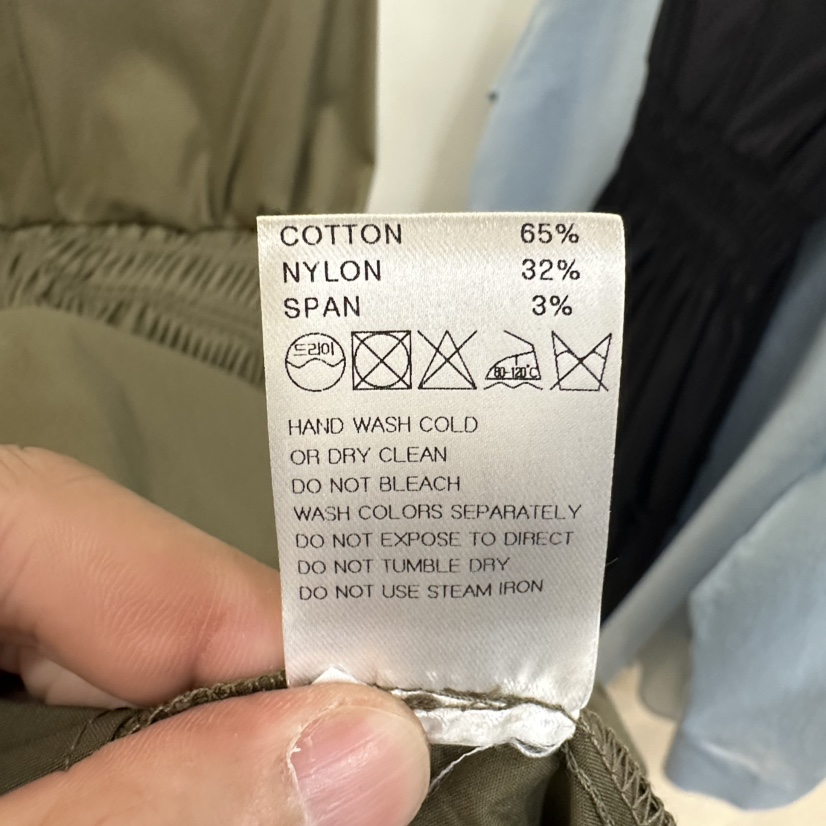 COTTON 65%
NYLON 32%
SPAN 3%
드라이
80-120°C
HAND WASH COLD
OR DRY CLEAN
DO NOT BLEACH
WASH COLORS SEPARATELY
DO NOT EXPOSE TO DIRECT
DO NOT TUMBLE DRY
DO NOT USE STEAM IRON